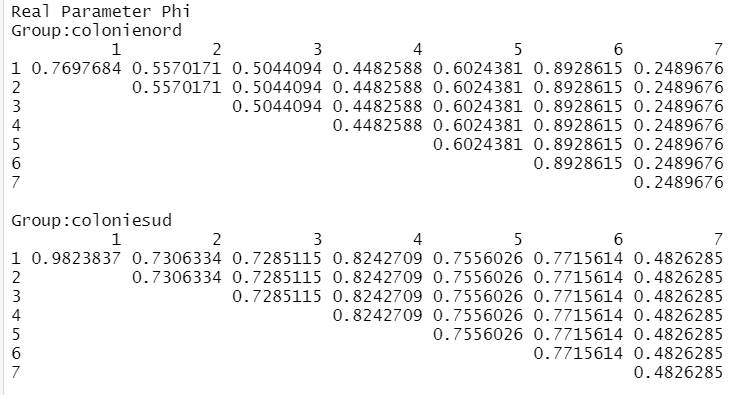 Real Parameter Phi
Group:colonienord
1 2 3 4 5 6 7
1 0.7697684 0.5570171 0.5044094 0.4482588 0.6024381 0.8928615 0.2489676
2 0.5570171 0.5044094 0.4482588 0.6024381 0.8928615 0.2489676
3 0.5044094 0.4482588 0.6024381 0.8928615 0.2489676
4 0.4482588 0.6024381 0.8928615 0.2489676
5 0.6024381 0.8928615 0.2489676
6 0.8928615 0.2489676
7 0.2489676
Group:coloniesud
1 2 3 4 5 6 7
1 0.9823837 0.7306334 0.7285115 0.8242709 0.7556026 0.7715614 0.4826285
2 0.7306334 0.7285115 0.8242709 0.7556026 0.7715614 0.4826285
3 0.7285115 0.8242709 0.7556026 0.7715614 0.4826285
4 0.8242709 0.7556026 0.7715614 0.4826285
5 0.7556026 0.7715614 0.4826285
6 0.7715614 0.4826285
7 0.4826285